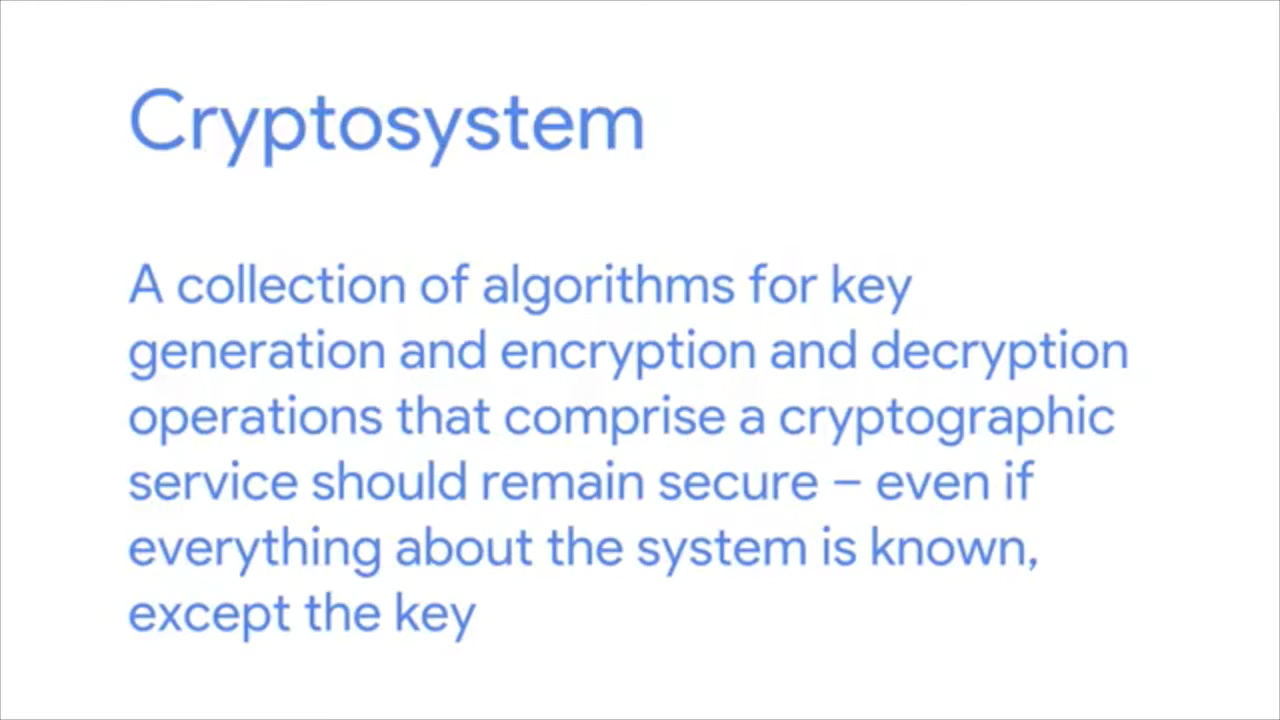 Cryptosystem
A collection of algorithms for key
generation and encryption and decryption
operations that comprise a cryptographic
service should remain secure – even if
everything about the system is known,
except the key